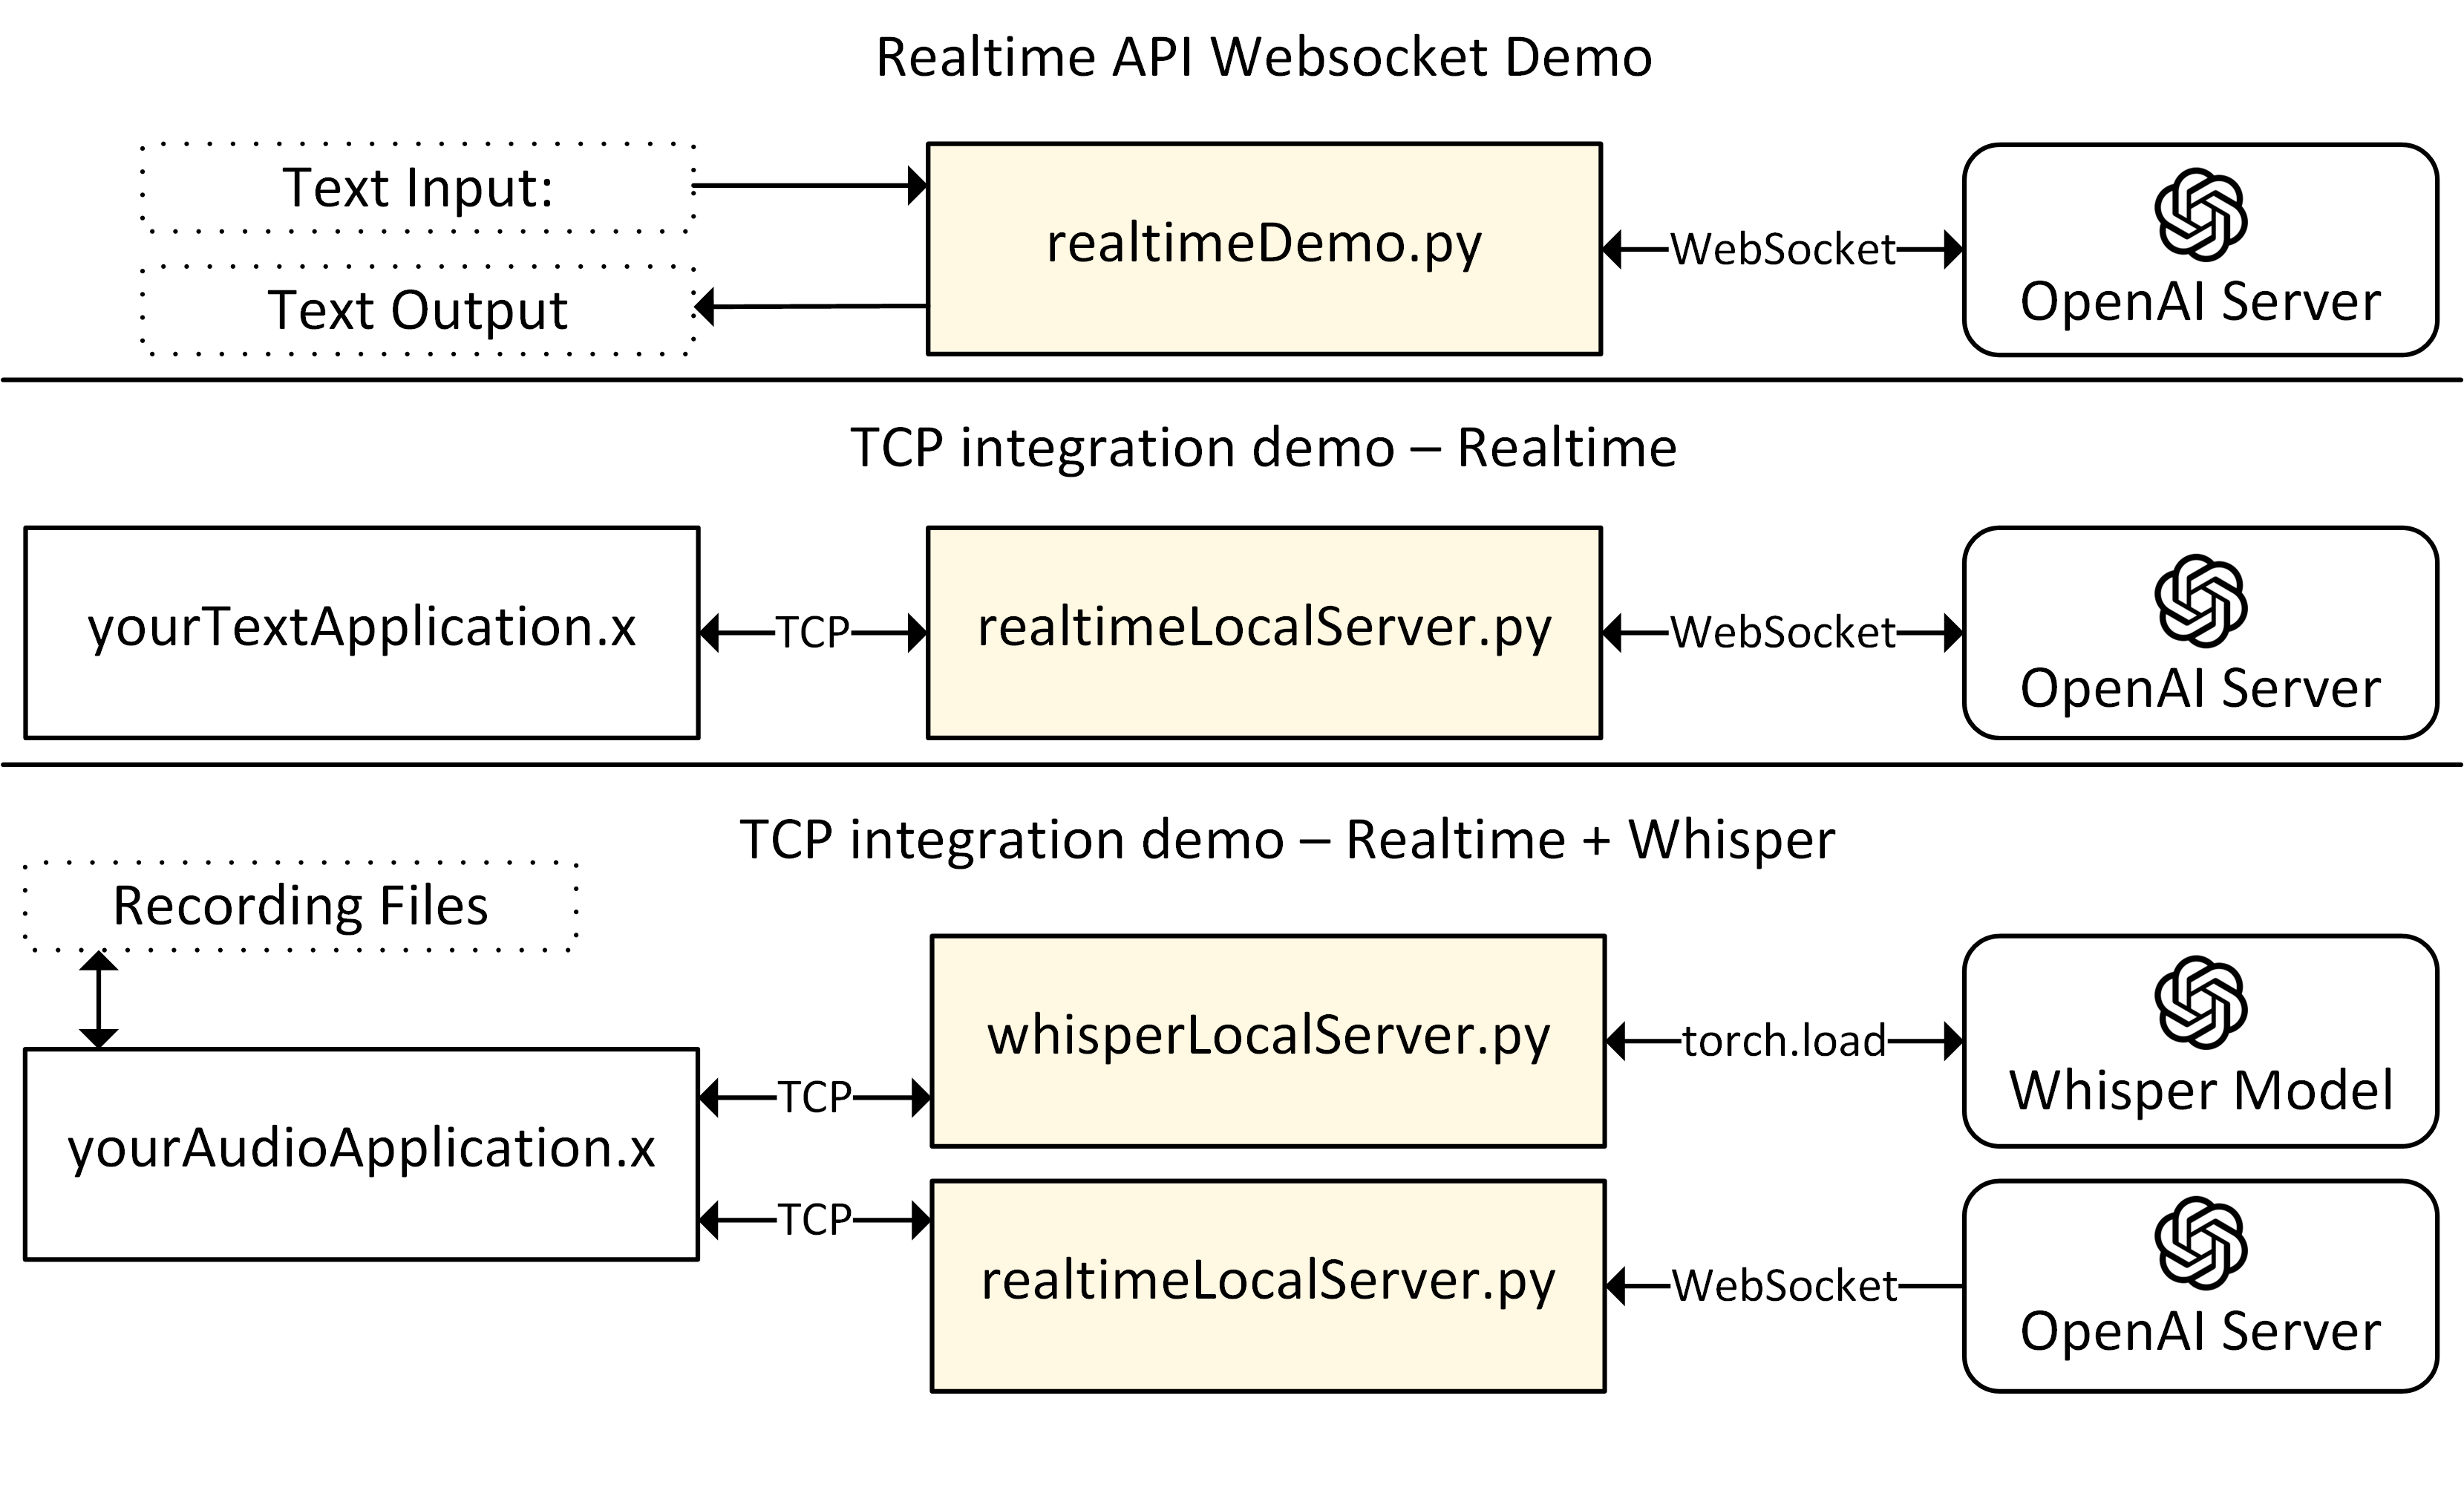 Realtime API Websocket Demo
Text Input:
Text Output
realtimeDemo.py
WebSocket
OpenAI Server
TCP integration demo – Realtime
yourTextApplication.x
TCP
realtimeLocalServer.py
WebSocket
OpenAI Server
TCP integration demo – Realtime + Whisper
Recording Files
yourAudioApplication.x
TCP
whisperLocalServer.py
torch.load
Whisper Model
TCP
realtimeLocalServer.py
WebSocket
OpenAI Server